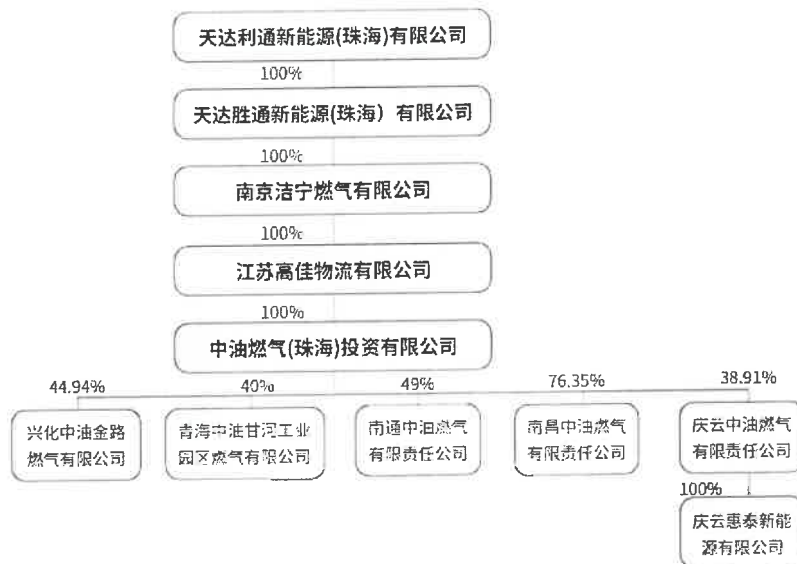 天达利通新能源(珠海)有限公司
100%
天达胜通新能源(珠海）有限公司
100%
南京洁宁燃气有限公司
100%
江苏高佳物流有限公司
100%
中油燃气(珠海)投资有限公司
44.94%
40%
49%
76.35%
38.91%
兴化中油金路
燃气有限公司
青海中油甘河工业
园区燃气有限公司
南通中油燃气
有限责任公司
南昌中油燃气
有限责任公司
庆云中油燃气
有限责任公司
100%
庆云惠泰新能
源有限公司